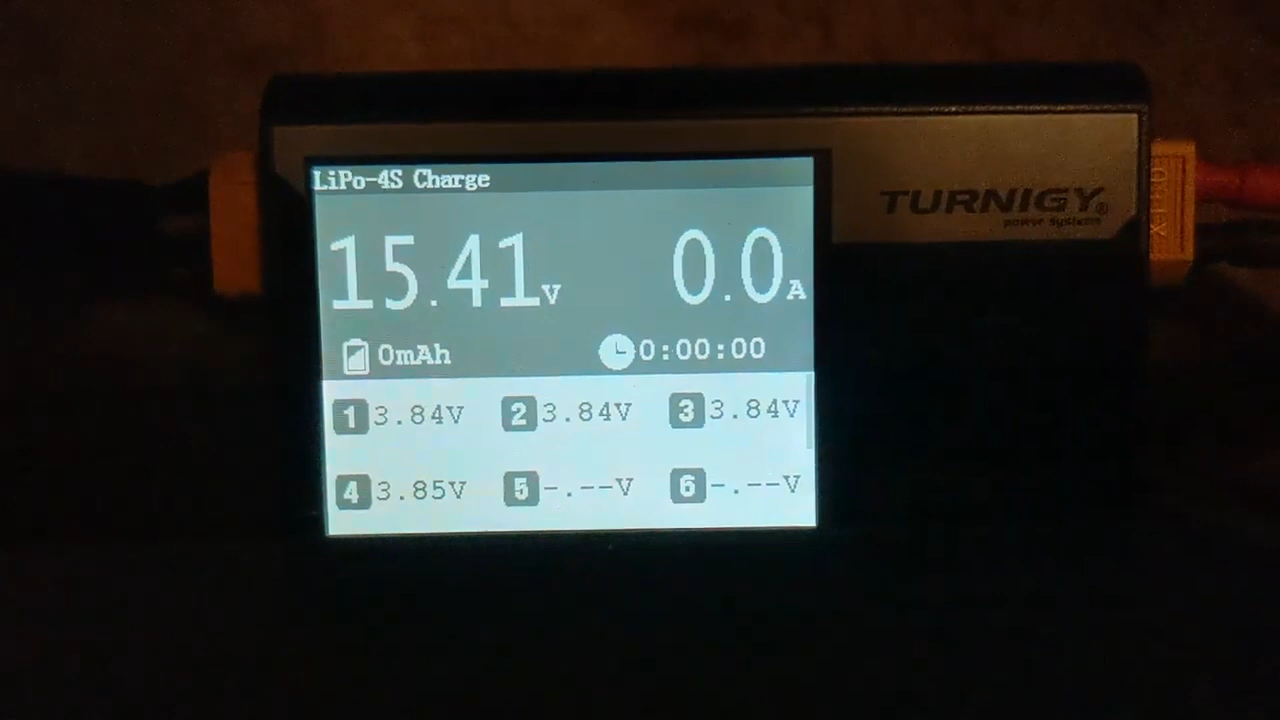 LiPo-4S Charge
TURNIGY®
power systems
15.41V 0.0A
0mAh 0:00:00
1 3.84V 2 3.84V 3 3.84V
4 3.85V 5 -.--V 6 -.--V